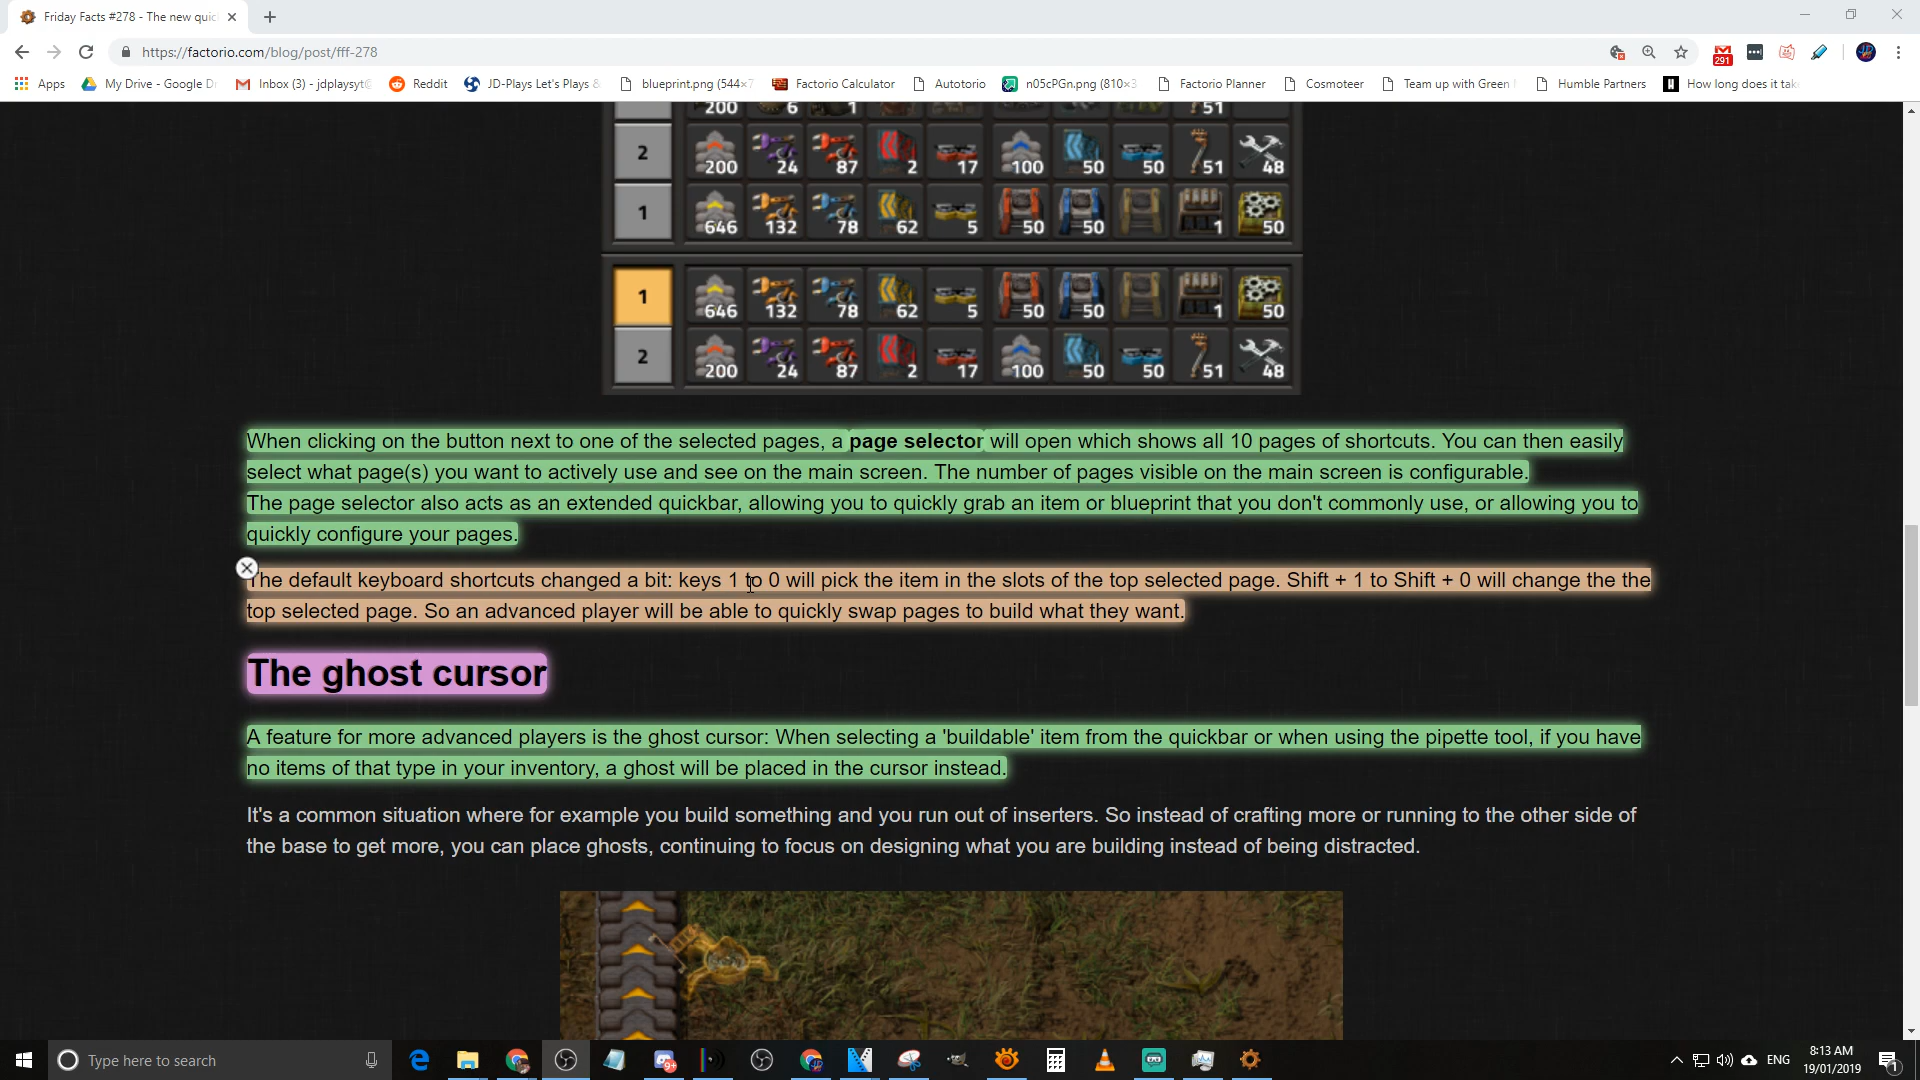 Friday Facts #278 - The new quic
https://factorio.com/blog/post/fff-278
291
Apps
My Drive - Google Dr
Inbox (3) - jdplaysyt@
Reddit
JD-Plays Let's Plays &
blueprint.png (544×7
Factorio Calculator
Autotorio
n05cPGn.png (810×3
Factorio Planner
Cosmoteer
Team up with Green
Humble Partners
How long does it take
200 6 1 51
2 200 24 87 2 17 100 50 50 51 48
1 646 132 78 62 5 50 50 1 50
1 646 132 78 62 5 50 50 1 50
2 200 24 87 2 17 100 50 50 51 48
When clicking on the button next to one of the selected pages, a page selector will open which shows all 10 pages of shortcuts. You can then easily
select what page(s) you want to actively use and see on the main screen. The number of pages visible on the main screen is configurable.
The page selector also acts as an extended quickbar, allowing you to quickly grab an item or blueprint that you don't commonly use, or allowing you to
quickly configure your pages.
The default keyboard shortcuts changed a bit: keys 1 to 0 will pick the item in the slots of the top selected page. Shift + 1 to Shift + 0 will change the the
top selected page. So an advanced player will be able to quickly swap pages to build what they want.
The ghost cursor
A feature for more advanced players is the ghost cursor: When selecting a 'buildable' item from the quickbar or when using the pipette tool, if you have
no items of that type in your inventory, a ghost will be placed in the cursor instead.
It's a common situation where for example you build something and you run out of inserters. So instead of crafting more or running to the other side of
the base to get more, you can place ghosts, continuing to focus on designing what you are building instead of being distracted.
Type here to search
ENG
8:13 AM
19/01/2019
1